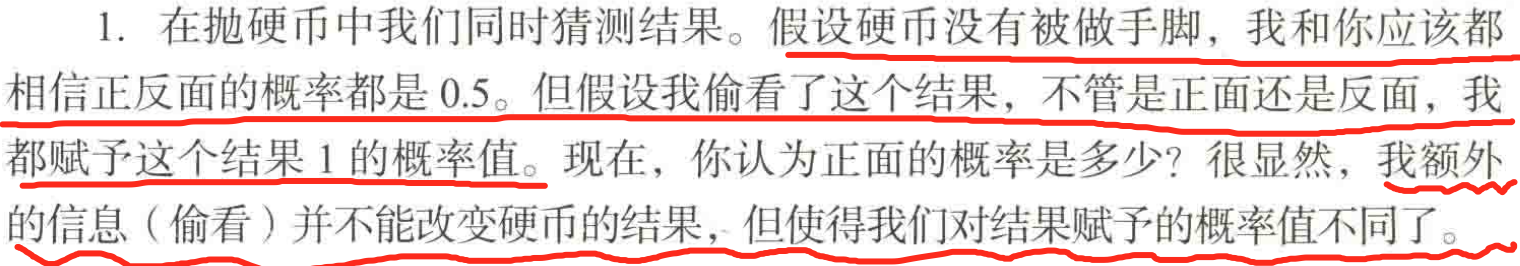 1. 在抛硬币中我们同时猜测结果。假设硬币没有被做手脚，我和你应该都
相信正反面的概率都是 0.5。但假设我偷看了这个结果，不管是正面还是反面，我
都赋予这个结果 1 的概率值。现在，你认为正面的概率是多少？很显然，我额外
的信息（偷看）并不能改变硬币的结果，但使得我们对结果赋予的概率值不同了。